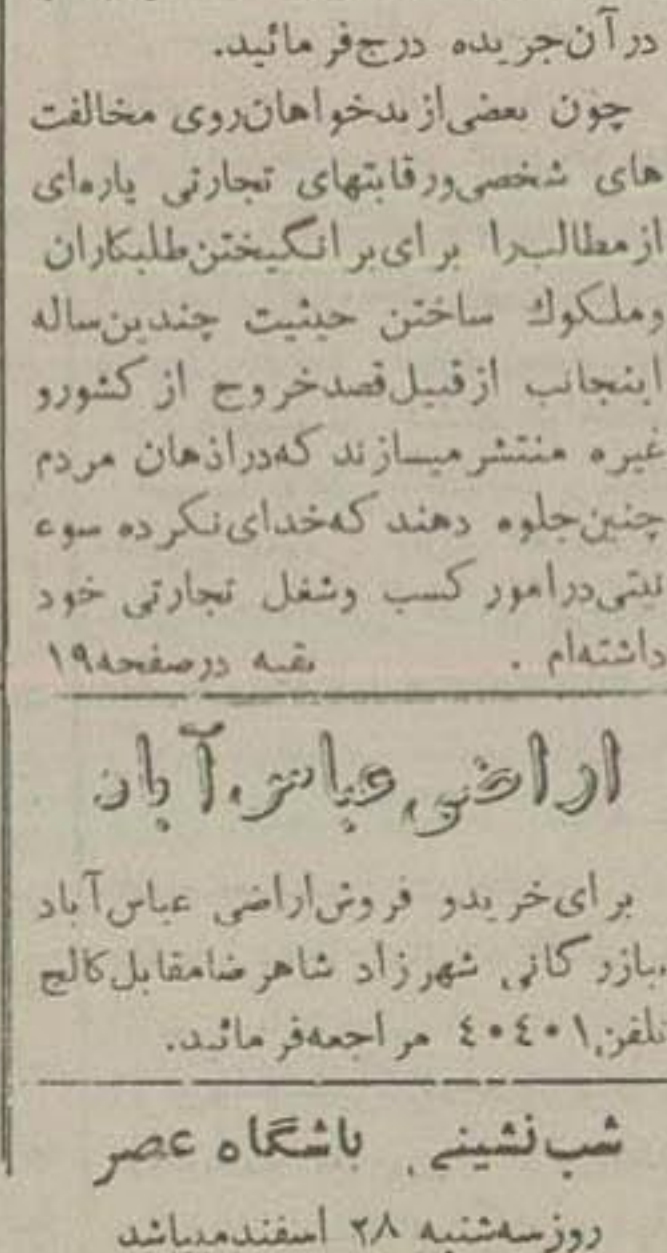 در آن جریده درج فرمائید.
چون بعضی از بدخواهان روی مخالفت
های شخصی و رقابتهای تجارتی پاره‌ای
از مطالب را برای برانگیختن طلبکاران
و ملکوک ساختن حیثیت چندین ساله
اینجانب از قبیل قصد خروج از کشور و
غیره منتشر میسازند که در اذهان مردم
چنین جلوه دهند که خدای نکرده سوء
نیتی در امور کسب و شغل تجارتی خود
داشته‌ام . بقیه در صفحه ۱۹
اراضی عباس آباد
برای خرید و فروش اراضی عباس آباد
ببازرگانی شهرزاد شاهرضا مقابل کالج
تلفن ٤٠٤٠١ مراجعه فرمائید.
شب نشینی باشگاه عصر
روز سه‌شنبه ۲۸ اسفند میباشد